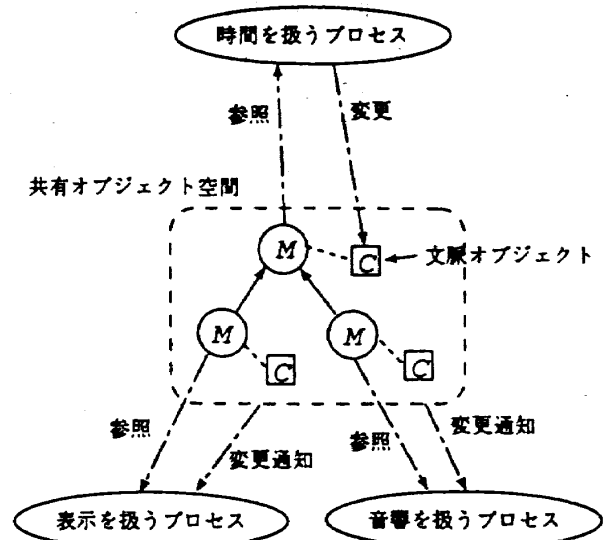 時間を扱うプロセス
参照
変更
共有オブジェクト空間
M
C
文脈オブジェクト
M
M
C
C
参照
変更通知
参照
変更通知
表示を扱うプロセス
音響を扱うプロセス